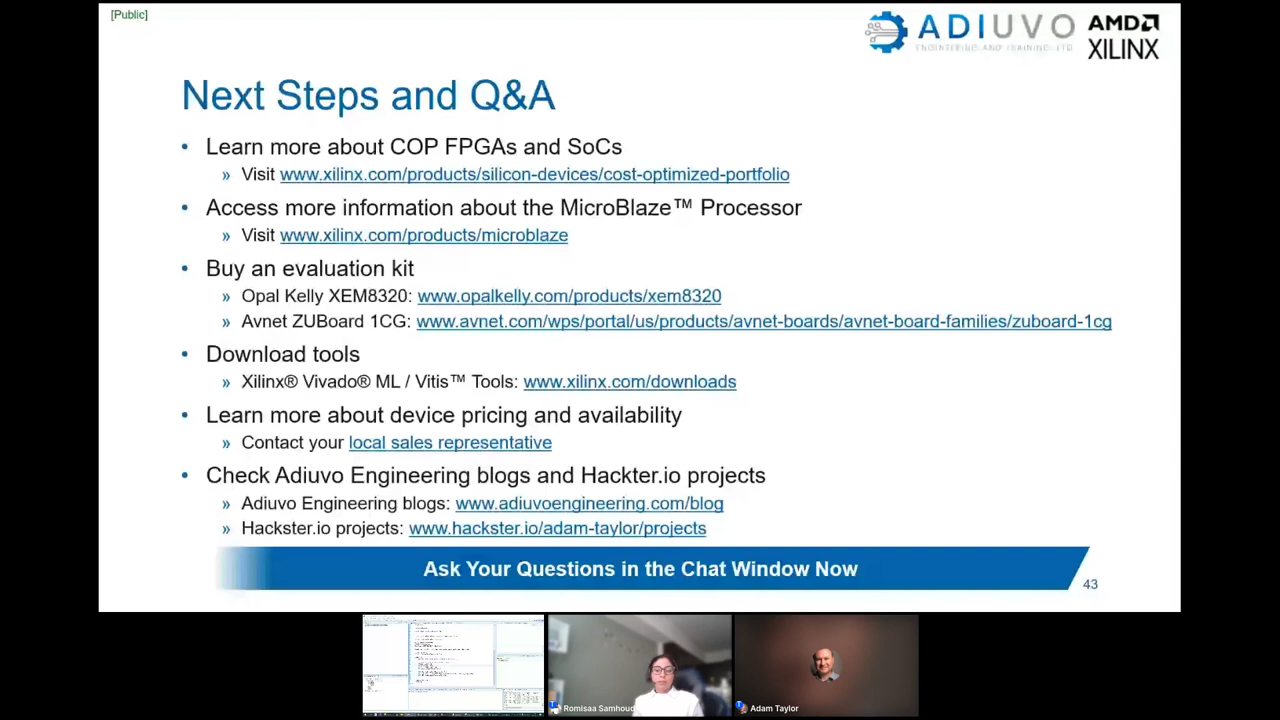 [Public]
ADIUVO
ENGINEERING AND TRAINING LTD
AMD
XILINX
Next Steps and Q&A
• Learn more about COP FPGAs and SoCs
» Visit www.xilinx.com/products/silicon-devices/cost-optimized-portfolio
• Access more information about the MicroBlaze™ Processor
» Visit www.xilinx.com/products/microblaze
• Buy an evaluation kit
» Opal Kelly XEM8320: www.opalkelly.com/products/xem8320
» Avnet ZUBoard 1CG: www.avnet.com/wps/portal/us/products/avnet-boards/avnet-board-families/zuboard-1cg
• Download tools
» Xilinx® Vivado® ML / Vitis™ Tools: www.xilinx.com/downloads
• Learn more about device pricing and availability
» Contact your local sales representative
• Check Adiuvo Engineering blogs and Hackter.io projects
» Adiuvo Engineering blogs: www.adiuvoengineering.com/blog
» Hackster.io projects: www.hackster.io/adam-taylor/projects
Ask Your Questions in the Chat Window Now
43
Romisaa Samhoud
Adam Taylor